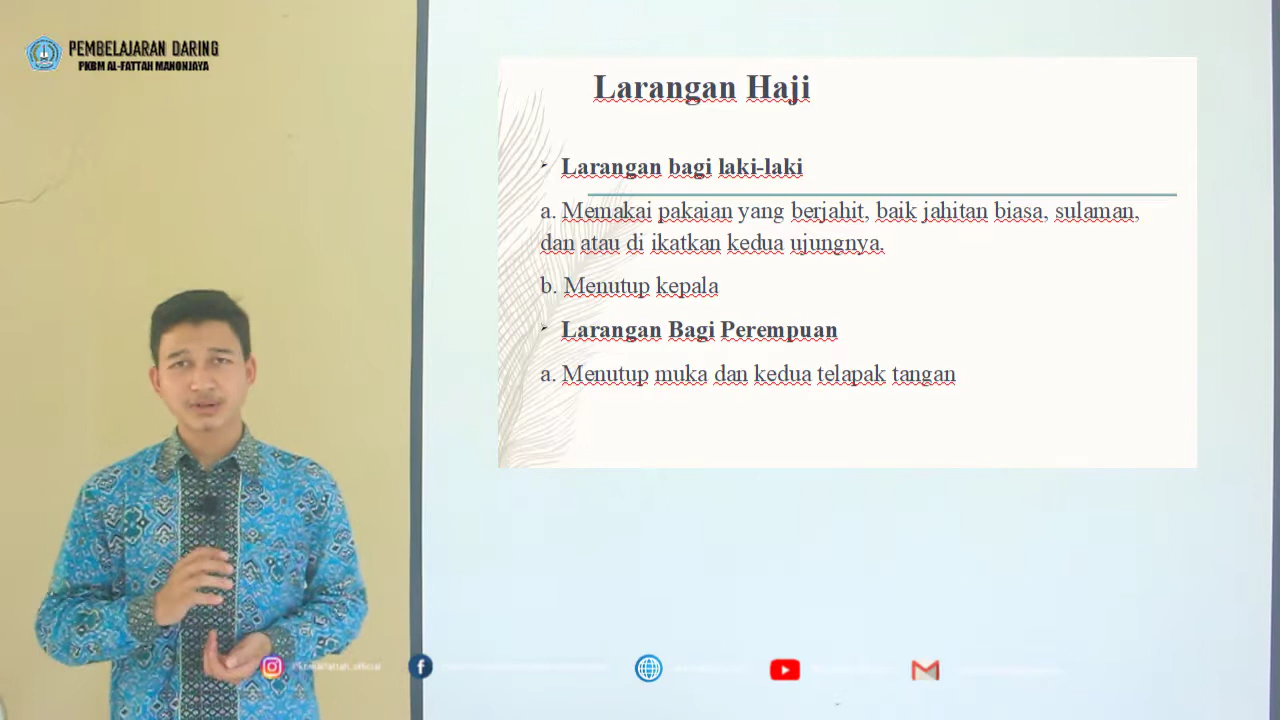 PEMBELAJARAN DARING
PKBM AL-FATTAH MANONJAYA
Larangan Haji
Larangan bagi laki-laki
a. Memakai pakaian yang berjahit, baik jahitan biasa, sulaman,
dan atau di ikatkan kedua ujungnya.
b. Menutup kepala
Larangan Bagi Perempuan
a. Menutup muka dan kedua telapak tangan